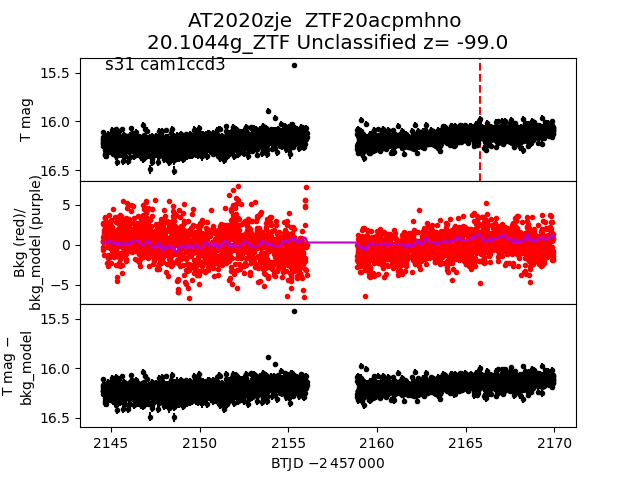 AT2020zje  ZTF20acpmhno
20.1044g_ZTF Unclassified z= -99.0
s31 cam1ccd3
15.5
16.0
16.5
T mag
5
0
−5
Bkg (red)/
bkg_model (purple)
15.5
16.0
16.5
T mag −
bkg_model
2145 2150 2155 2160 2165 2170
BTJD −2 457 000